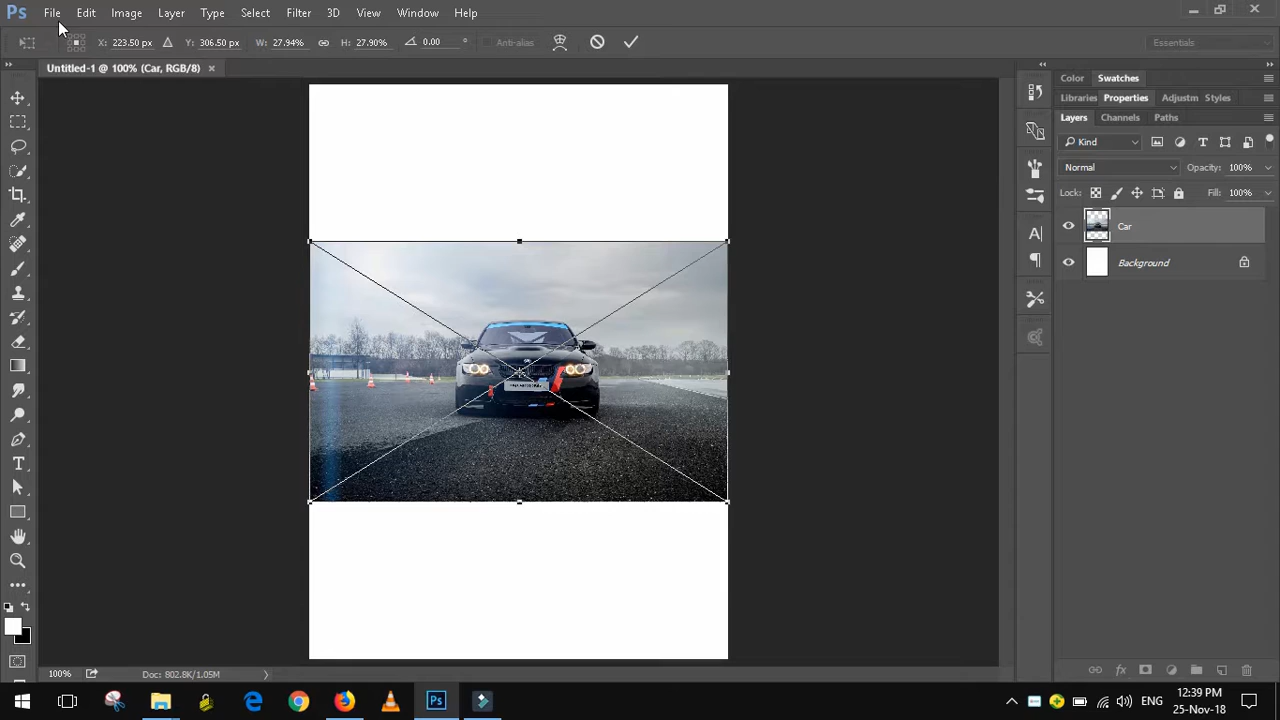 Ps File Edit Image Layer Type Select Filter 3D View Window Help
X: 223.50 px Y: 306.50 px W: 27.94% H: 27.90% 0.00 ° Anti-alias Essentials
Untitled-1 @ 100% (Car, RGB/8) ×
Color Swatches
Libraries Properties Adjustm Styles
Layers Channels Paths
Kind
Normal Opacity: 100%
Lock: Fill: 100%
Car
Background
100% Doc: 802.8K/1.05M
Ps ENG 12:39 PM
25-Nov-18